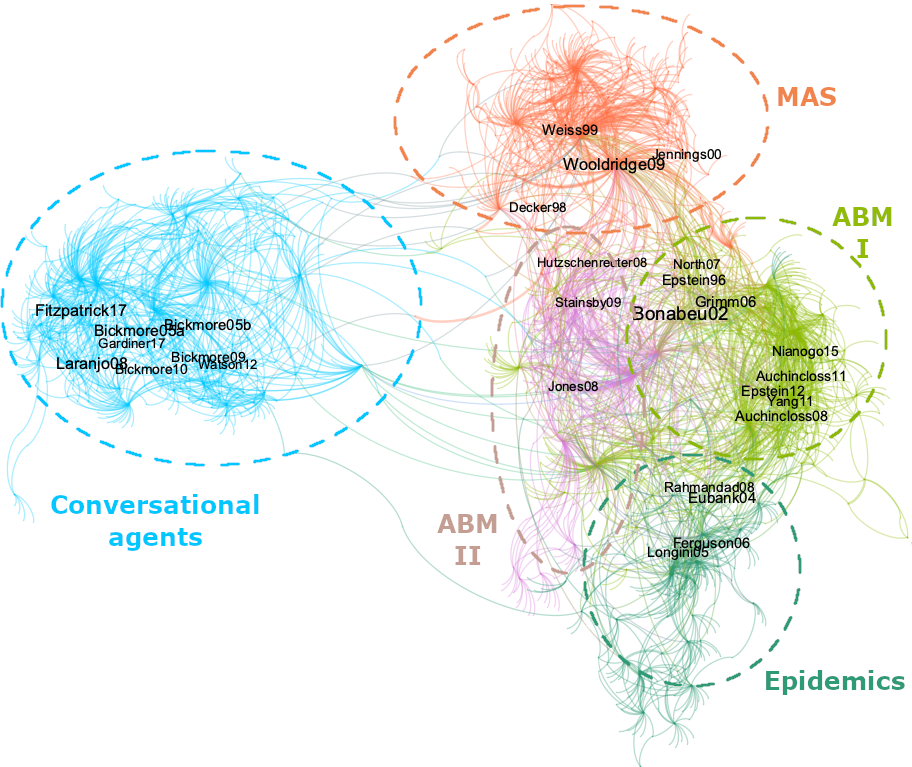 MAS
Weiss99
Jennings00
Wooldridge09
Decker98
ABM
I
Hutzschenreuter08
North07
Epstein96
Stainsby09
Grimm06
Bonabeu02
Fitzpatrick17
Bickmore05b
Bickmore05a
Gardiner17
Bickmore09
Laranjo08
Watson12
Bickmore10
Nianogo15
Auchincloss11
Jones08
Epstein12
Yang11
Auchincloss08
Rahmandad08
Eubank04
Conversational
agents
ABM
II
Ferguson06
Longini05
Epidemics